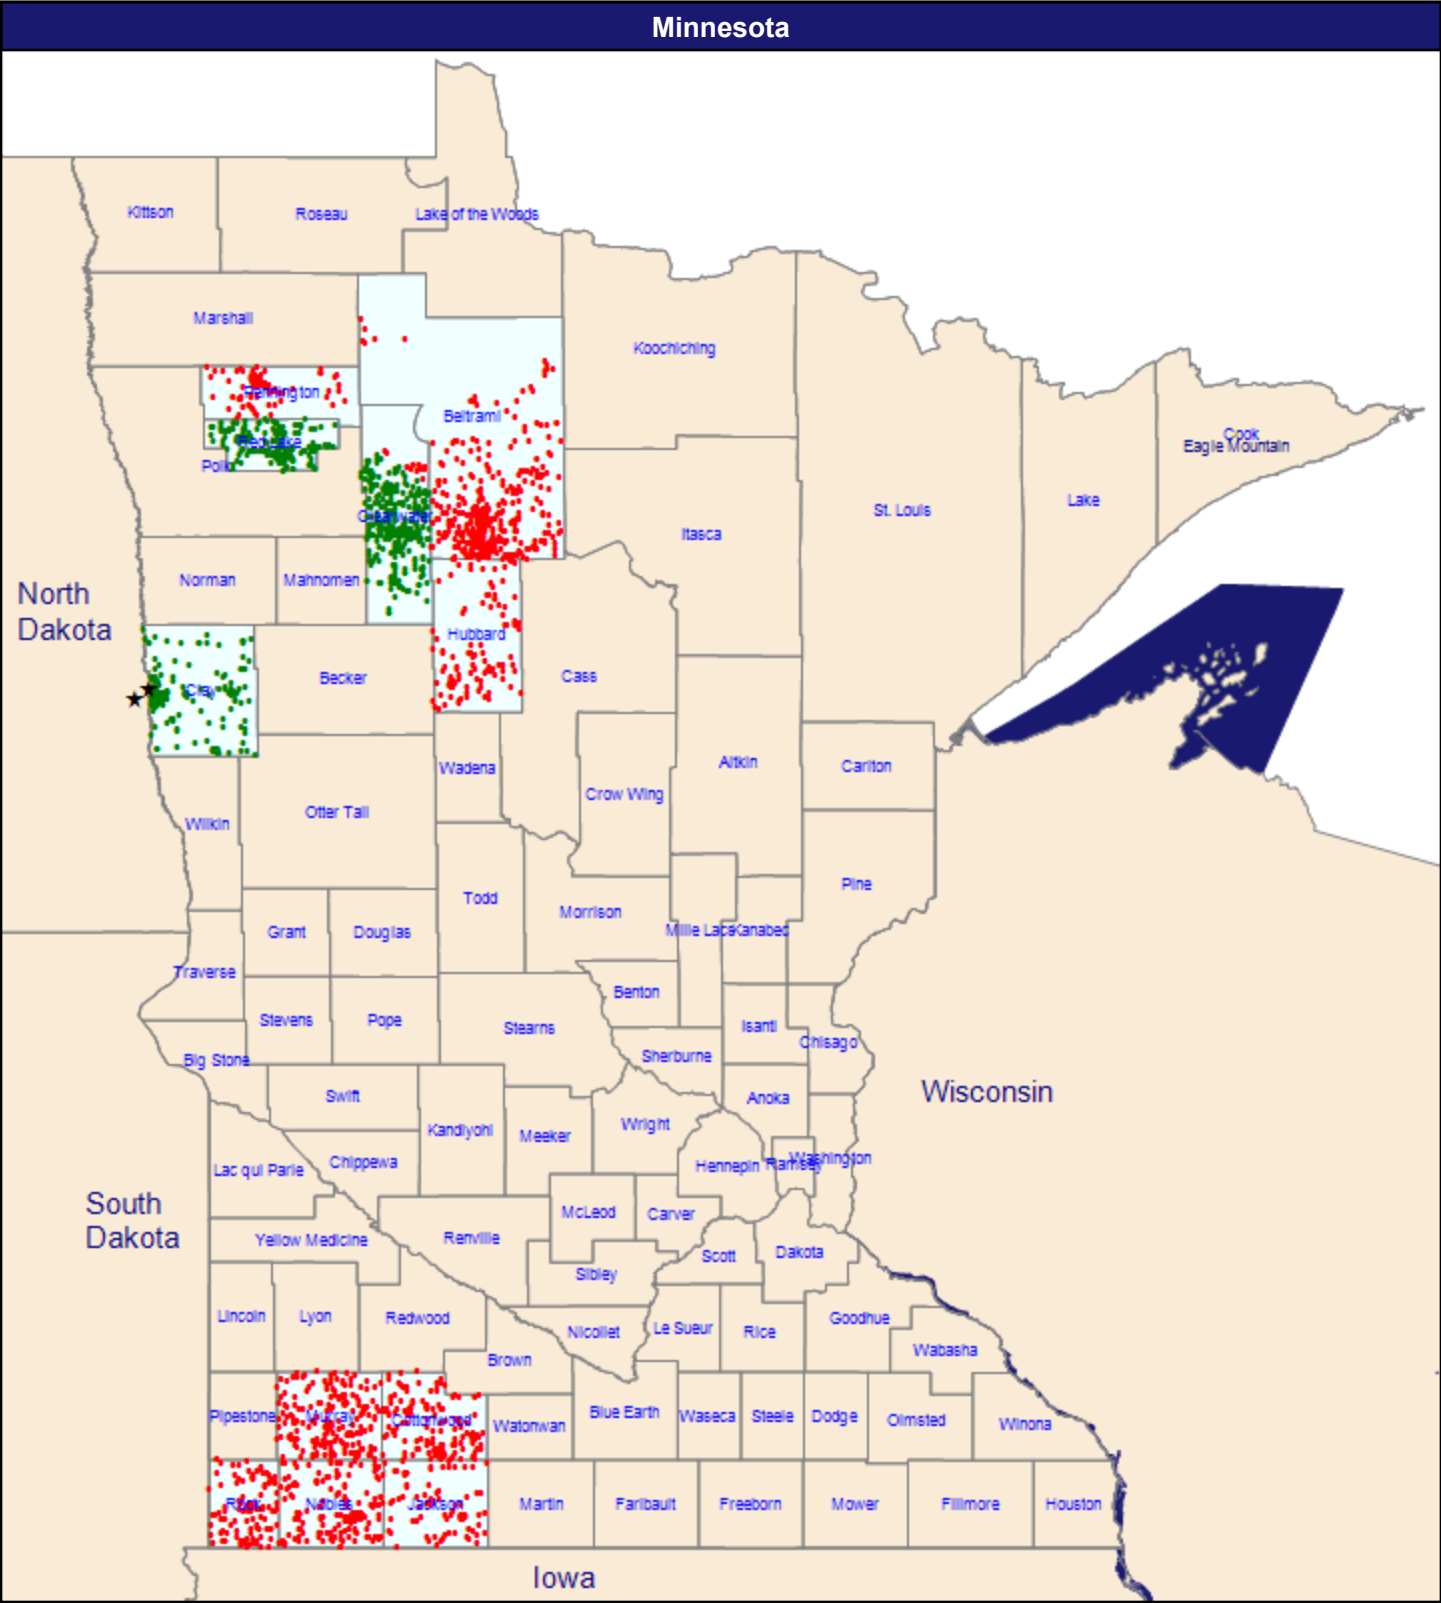 Minnesota
Kittson
Roseau
Lake of the Woods
Marshall
Koochiching
Pennington
Beltrami
Cook
Eagle Mountain
Red Lake
Polk
Lake
St. Louis
Clearwater
Itasca
Norman
Mahnomen
North
Dakota
Hubbard
Becker
Cass
Clay
Wadena
Aitkin
Carlton
Crow Wing
Otter Tail
Wilkin
Pine
Todd
Morrison
Grant
Douglas
Mille Lacs
Kanabec
Traverse
Benton
Stevens
Pope
Stearns
Isanti
Chisago
Big Stone
Sherburne
Swift
Wisconsin
Anoka
Kandiyohi
Meeker
Wright
Lac qui Parle
Chippewa
Hennepin
Ramsey
Washington
South
Dakota
McLeod
Carver
Yellow Medicine
Renville
Scott
Dakota
Sibley
Lincoln
Lyon
Redwood
Nicollet
Le Sueur
Rice
Goodhue
Brown
Wabasha
Pipestone
Murray
Cottonwood
Watonwan
Blue Earth
Waseca
Steele
Dodge
Olmsted
Winona
Rock
Nobles
Jackson
Martin
Faribault
Freeborn
Mower
Fillmore
Houston
Iowa